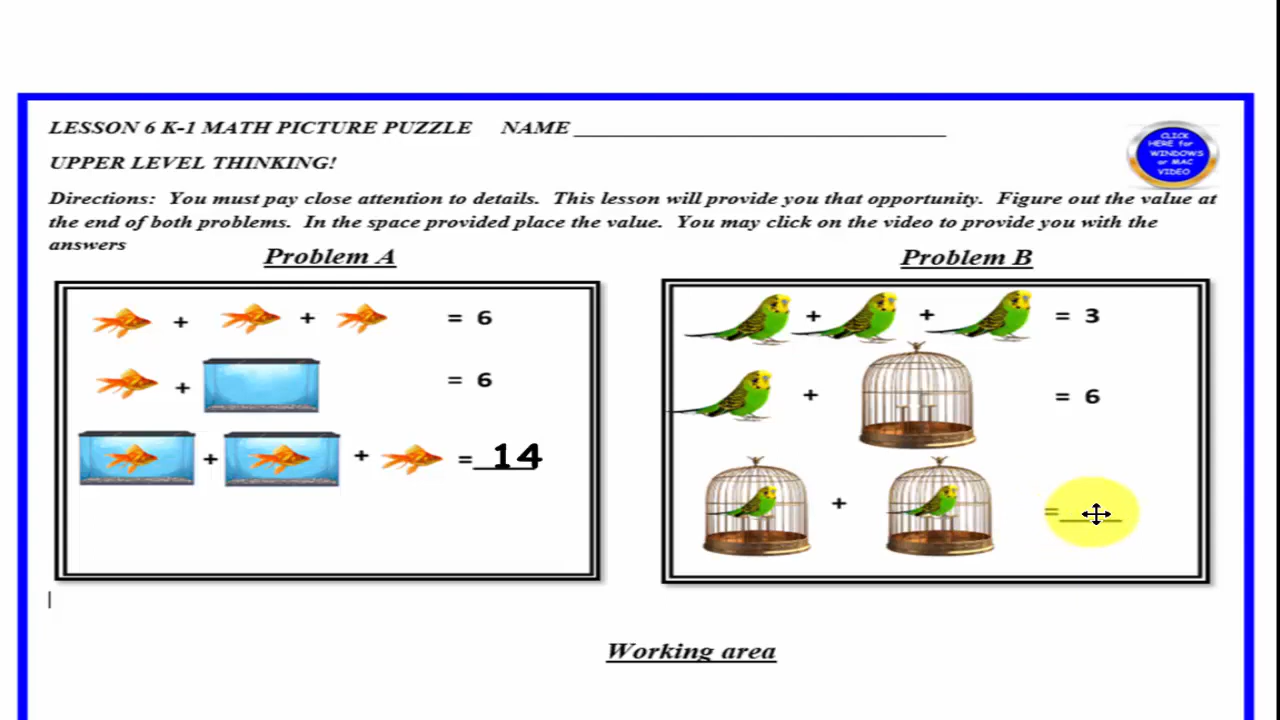 LESSON 6 K-1 MATH PICTURE PUZZLE NAME ______________________________
UPPER LEVEL THINKING!
CLICK
HERE for
WINDOWS
or MAC
VIDEO
Directions: You must pay close attention to details. This lesson will provide you that opportunity. Figure out the value at
the end of both problems. In the space provided place the value. You may click on the video to provide you with the
answers
Problem A
+ + = 6
+ = 6
+ + = 14
Problem B
+ + = 3
+ = 6
+ =_____
Working area